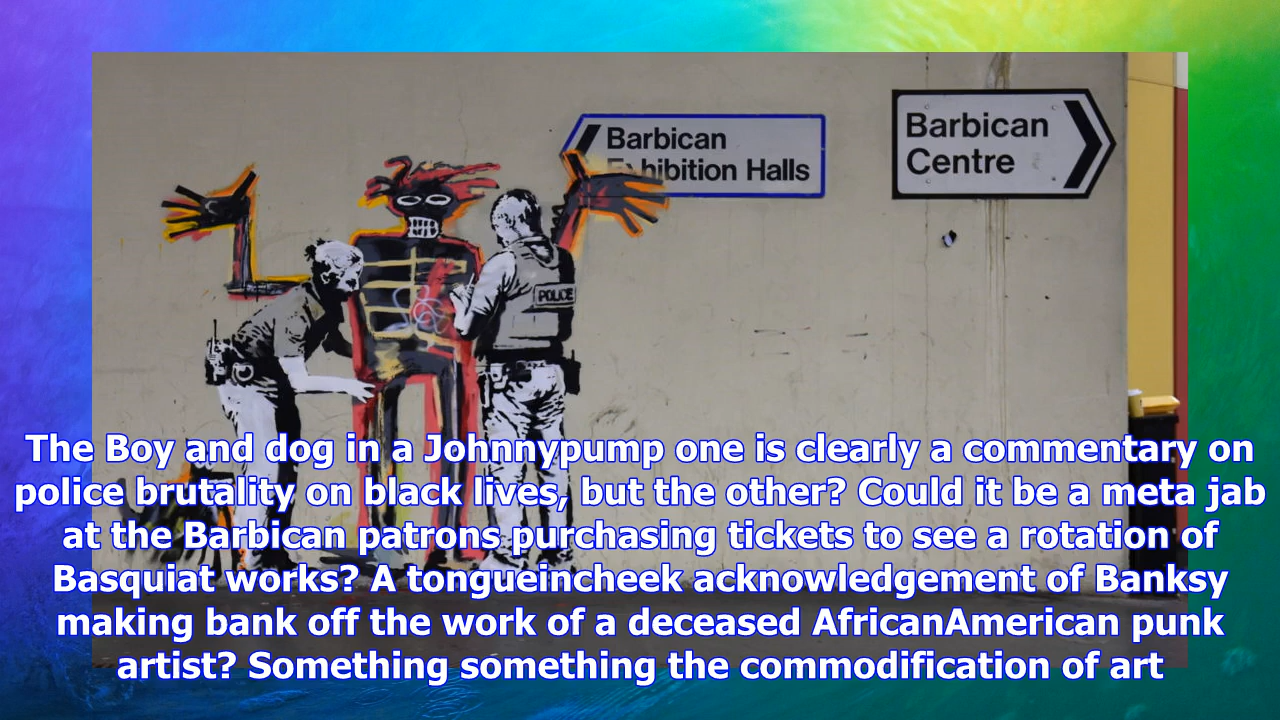 Barbican
Exhibition Halls
Barbican
Centre
POLICE
The Boy and dog in a Johnnypump one is clearly a commentary on
police brutality on black lives, but the other? Could it be a meta jab
at the Barbican patrons purchasing tickets to see a rotation of
Basquiat works? A tongueincheek acknowledgement of Banksy
making bank off the work of a deceased AfricanAmerican punk
artist? Something something the commodification of art